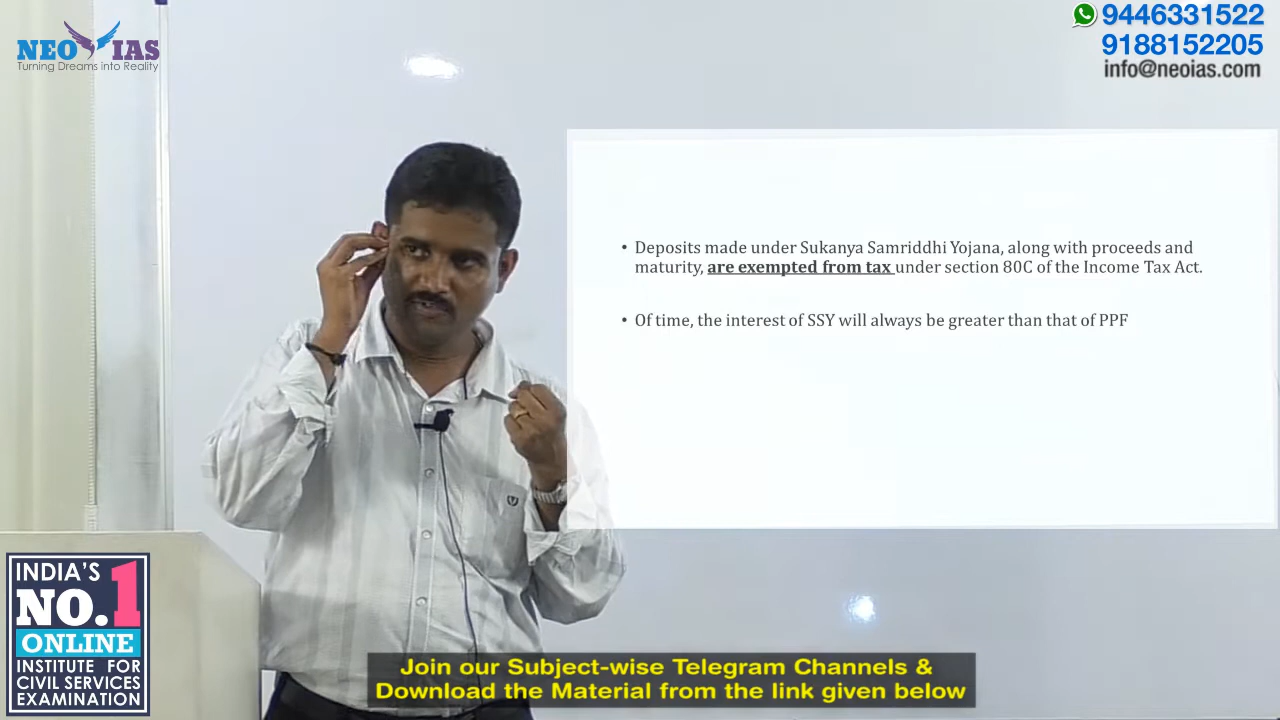 NEO IAS
Turning Dreams into Reality
9446331522
9188152205
info@neoias.com
• Deposits made under Sukanya Samriddhi Yojana, along with proceeds and
maturity, are exempted from tax under section 80C of the Income Tax Act.
• Of time, the interest of SSY will always be greater than that of PPF
INDIA'S
NO.1
ONLINE
INSTITUTE FOR
CIVIL SERVICES
EXAMINATION
Join our Subject-wise Telegram Channels &
Download the Material from the link given below